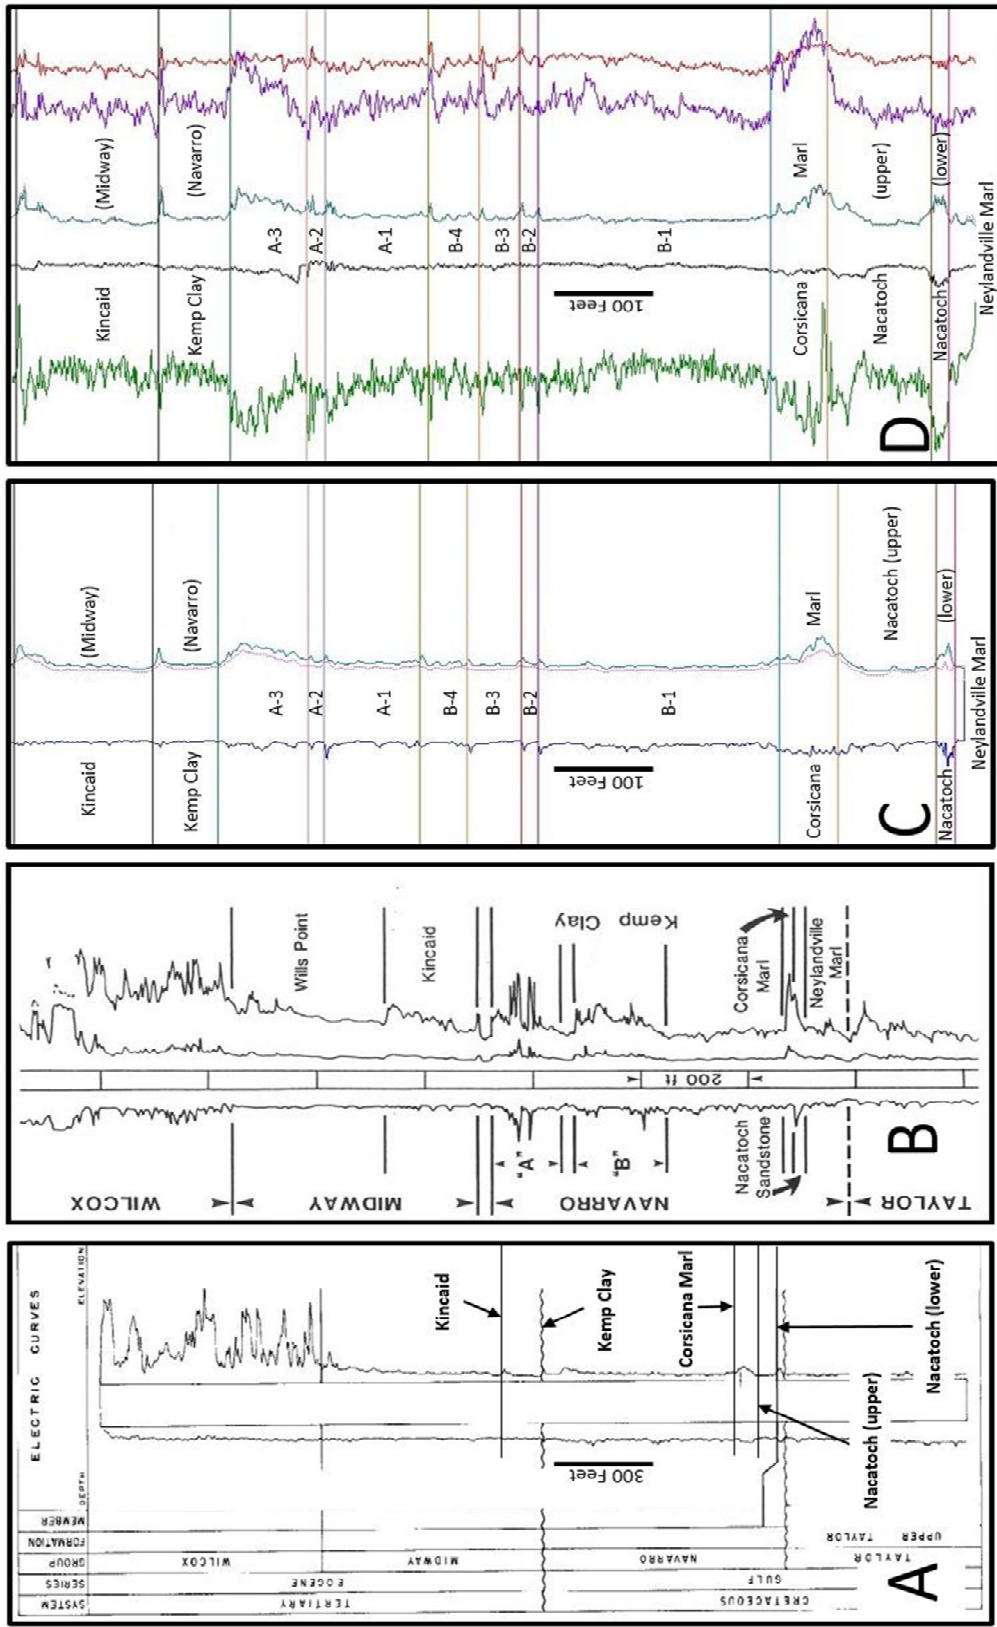 D
Kincaid
(Midway)
Kemp Clay
(Navarro)
A-3
A-2
A-1
B-4
B-3
B-2
B-1
100 Feet
Corsicana
Marl
Nacatoch
(upper)
Nacatoch
(lower)
Neylandville Marl
C
Kincaid
(Midway)
Kemp Clay
(Navarro)
A-3
A-2
A-1
B-4
B-3
B-2
B-1
100 Feet
Corsicana
Marl
Nacatoch (upper)
Nacatoch
(lower)
Neylandville Marl
B
WILCOX
MIDWAY
NAVARRO
TAYLOR
Wills Point
Kincaid
Kemp Clay
"A"
"B"
200 ft
Corsicana
Marl
Nacatoch
Sandstone
Neylandville
Marl
A
ELECTRIC CURVES
DEPTH
ELEVATION
SYSTEM
SERIES
GROUP
FORMATION
MEMBER
TERTIARY
EOGENE
WILCOX
MIDWAY
CRETACEOUS
GULF
NAVARRO
TAYLOR
UPPER TAYLOR
Kincaid
Kemp Clay
Corsicana Marl
300 Feet
Nacatoch (upper)
Nacatoch (lower)